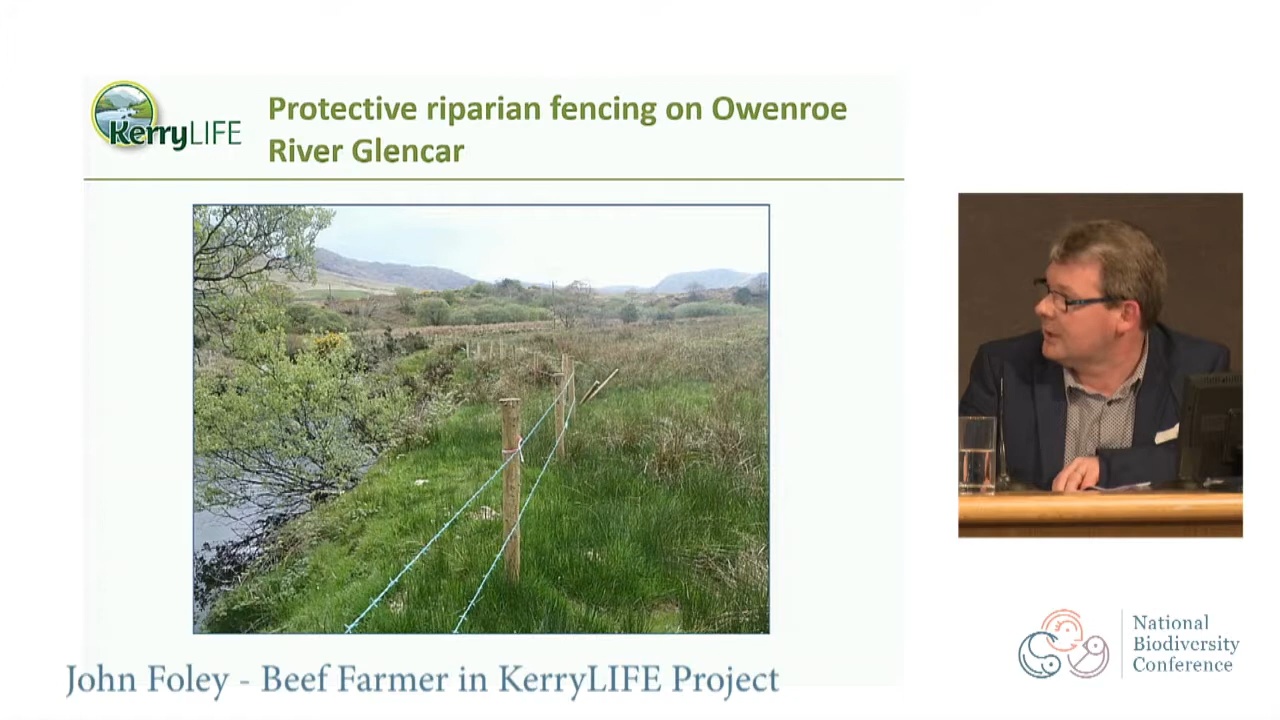 KerryLIFE
Protective riparian fencing on Owenroe
River Glencar
National
Biodiversity
Conference
John Foley - Beef Farmer in KerryLIFE Project